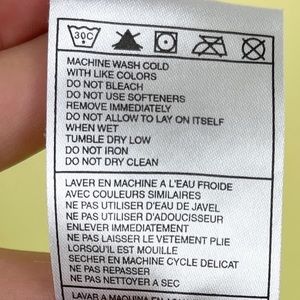 30C
MACHINE WASH COLD
WITH LIKE COLORS
DO NOT BLEACH
DO NOT USE SOFTENERS
REMOVE IMMEDIATELY
DO NOT ALLOW TO LAY ON ITSELF
WHEN WET
TUMBLE DRY LOW
DO NOT IRON
DO NOT DRY CLEAN
LAVER EN MACHINE A L'EAU FROIDE
AVEC COULEURS SIMILAIRES
NE PAS UTILISER D'EAU DE JAVEL
NE PAS UTILISER D'ADOUCISSEUR
ENLEVER IMMEDIATEMENT
NE PAS LAISSER LE VETEMENT PLIE
LORSQU'IL EST MOUILLE
SECHER EN MACHINE CYCLE DELICAT
NE PAS REPASSER
NE PAS NETTOYER A SEC
LAVAR A MAQUINA EN